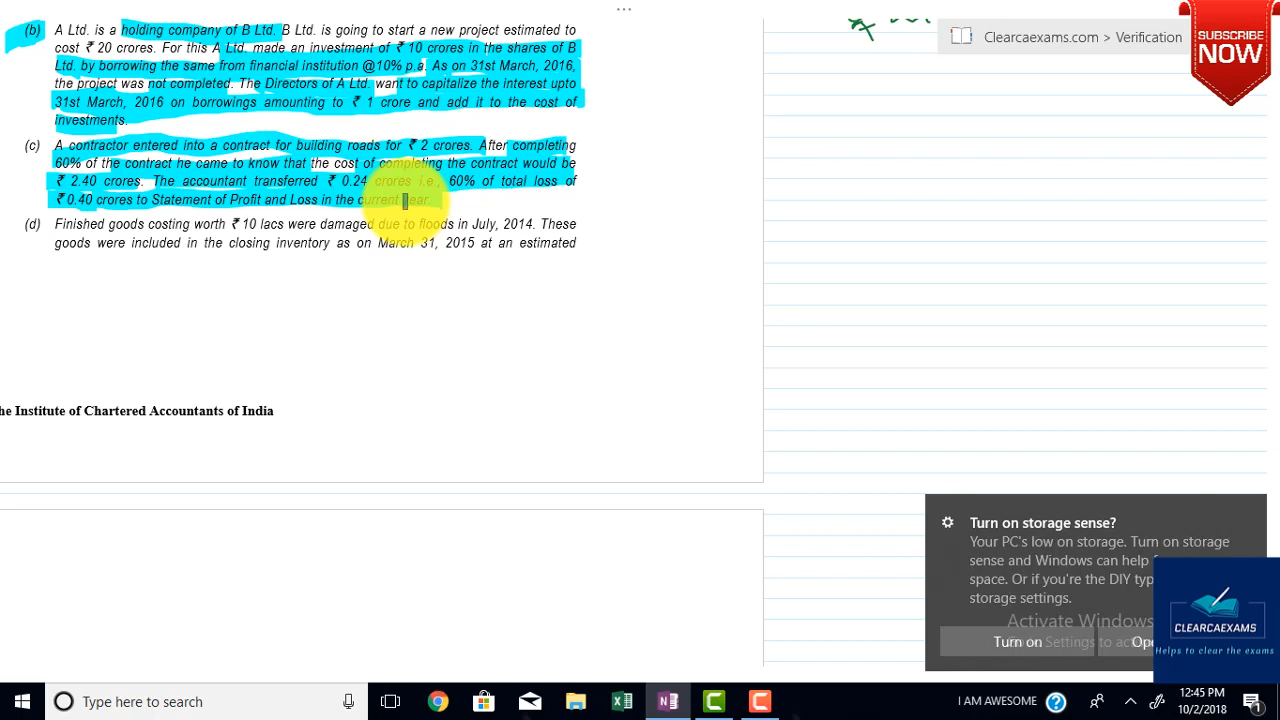 (b) A Ltd. is a holding company of B Ltd. B Ltd. is going to start a new project estimated to
cost ₹ 20 crores. For this A Ltd. made an investment of ₹ 10 crores in the shares of B
Ltd. by borrowing the same from financial institution @10% p.a. As on 31st March, 2016,
the project was not completed. The Directors of A Ltd. want to capitalize the interest upto
31st March, 2016 on borrowings amounting to ₹ 1 crore and add it to the cost of
investments.
(c) A contractor entered into a contract for building roads for ₹ 2 crores. After completing
60% of the contract he came to know that the cost of completing the contract would be
₹ 2.40 crores. The accountant transferred ₹ 0.24 crores i.e., 60% of total loss of
₹ 0.40 crores to Statement of Profit and Loss in the current year.
(d) Finished goods costing worth ₹ 10 lacs were damaged due to floods in July, 2014. These
goods were included in the closing inventory as on March 31, 2015 at an estimated
he Institute of Chartered Accountants of India
Clearcaexams.com > Verification
SUBSCRIBE
NOW
Turn on storage sense?
Your PC's low on storage. Turn on storage
sense and Windows can help
space. Or if you're the DIY
storage settings.
Activate Windows
Settings to
Turn on
CLEARCAEXAMS
Helps to clear the exams
Type here to search
I AM AWESOME
12:45 PM
10/2/2018
1